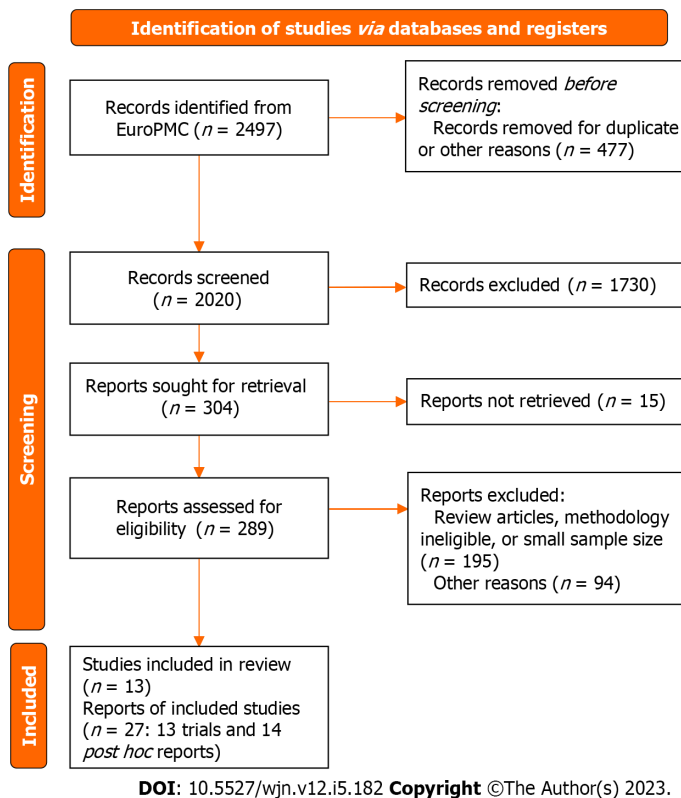 Identification of studies via databases and registers
Identification
Records identified from
EuroPMC (n = 2497)
Records removed before
screening:
Records removed for duplicate
or other reasons (n = 477)
Screening
Records screened
(n = 2020)
Records excluded (n = 1730)
Reports sought for retrieval
(n = 304)
Reports not retrieved (n = 15)
Reports assessed for
eligibility (n = 289)
Reports excluded:
Review articles, methodology
ineligible, or small sample size
(n = 195)
Other reasons (n = 94)
Included
Studies included in review
(n = 13)
Reports of included studies
(n = 27: 13 trials and 14
post hoc reports)
DOI: 10.5527/wjn.v12.i5.182 Copyright ©The Author(s) 2023.